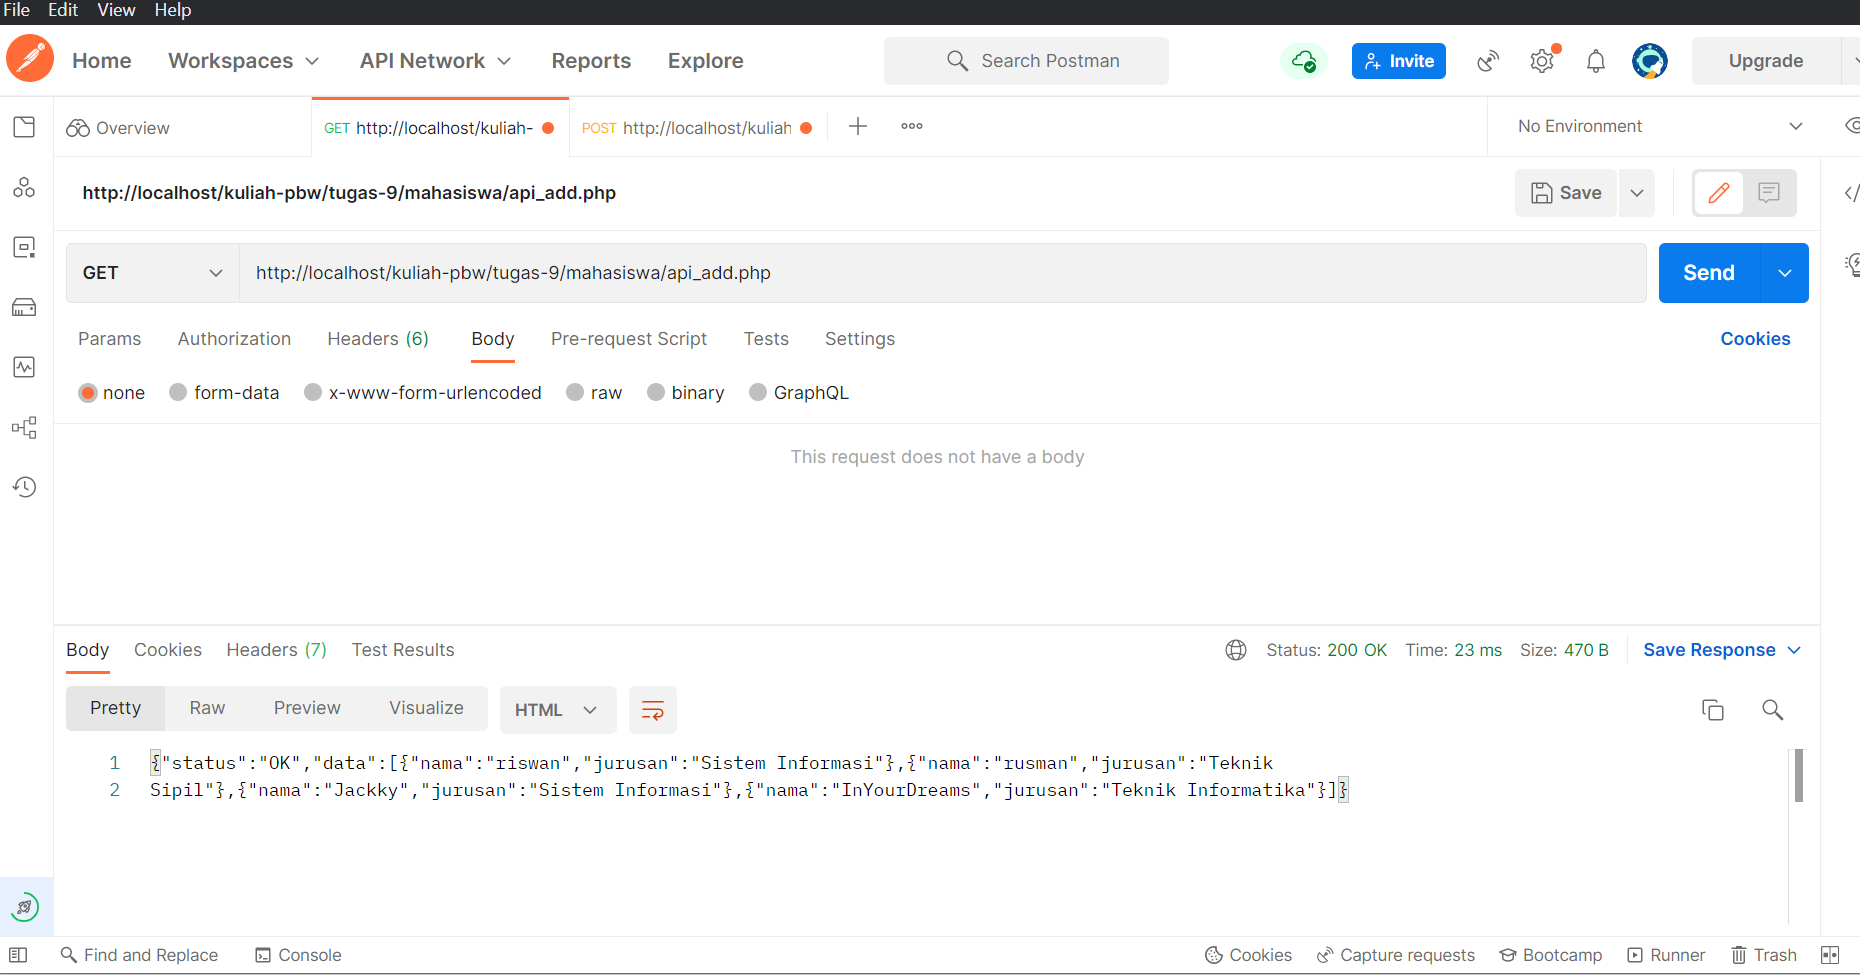 File Edit View Help
Home Workspaces API Network Reports Explore Search Postman Invite Upgrade
Overview GET http://localhost/kuliah- POST http://localhost/kuliah No Environment
http://localhost/kuliah-pbw/tugas-9/mahasiswa/api_add.php Save
GET http://localhost/kuliah-pbw/tugas-9/mahasiswa/api_add.php Send
Params Authorization Headers (6) Body Pre-request Script Tests Settings Cookies
none form-data x-www-form-urlencoded raw binary GraphQL
This request does not have a body
Body Cookies Headers (7) Test Results Status: 200 OK Time: 23 ms Size: 470 B Save Response
Pretty Raw Preview Visualize HTML
1 {"status":"OK","data":[{"nama":"riswan","jurusan":"Sistem Informasi"},{"nama":"rusman","jurusan":"Teknik
2 Sipil"},{"nama":"Jackky","jurusan":"Sistem Informasi"},{"nama":"InYourDreams","jurusan":"Teknik Informatika"}]}
Find and Replace Console Cookies Capture requests Bootcamp Runner Trash